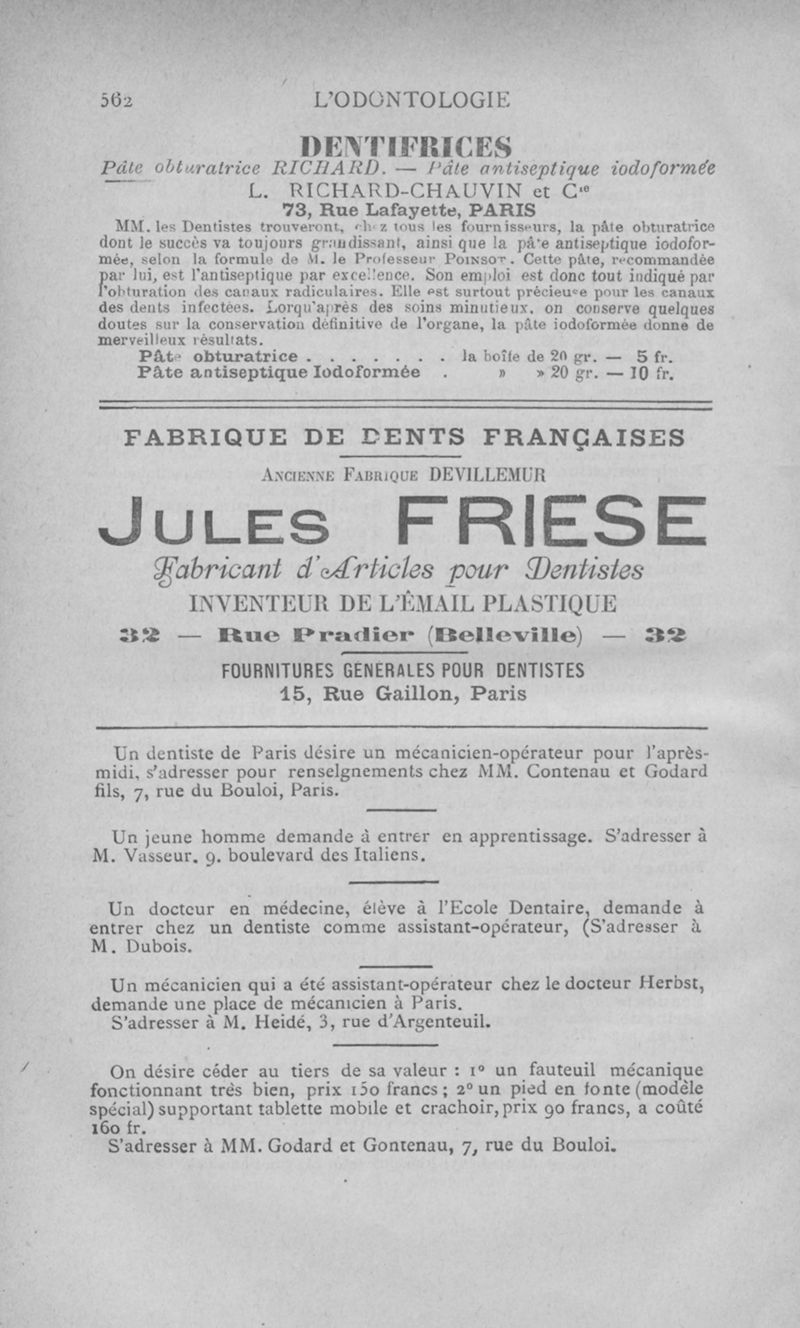 562 L'ODONTOLOGIE
DENTIFRICES
Pâte obturatrice RICHARD. — Pâte antiseptique iodoformée
L. RICHARD-CHAUVIN et Cie
73, Rue Lafayette, PARIS
MM. les Dentistes trouveront, chez tous les fournisseurs, la pâte obturatrice
dont le succès va toujours grandissant, ainsi que la pâte antiseptique iodofor-
mée, selon la formule de M. le Professeur POINSOT. Cette pâte, recommandée
par lui, est l'antiseptique par excellence. Son emploi est donc tout indiqué par
l'obturation des canaux radiculaires. Elle est surtout précieuse pour les canaux
des dents infectées. Lorqu'après des soins minutieux. on conserve quelques
doutes sur la conservation définitive de l'organe, la pâte iodoformée donne de
merveilleux résultats.
Pâte obturatrice . . . . . . . la boîte de 20 gr. — 5 fr.
Pâte antiseptique Iodoformée . » » 20 gr. — 10 fr.
FABRIQUE DE DENTS FRANÇAISES
ANCIENNE FABRIQUE DEVILLEMUR
JULES FRIESE
Fabricant d'Articles pour Dentistes
INVENTEUR DE L'ÉMAIL PLASTIQUE
32 — Rue Pradier (Belleville) — 32
FOURNITURES GÉNÉRALES POUR DENTISTES
15, Rue Gaillon, Paris
Un dentiste de Paris désire un mécanicien-opérateur pour l'après-
midi, s'adresser pour renselgnements chez MM. Contenau et Godard
fils, 7, rue du Bouloi, Paris.
Un jeune homme demande à entrer en apprentissage. S'adresser à
M. Vasseur. 9. boulevard des Italiens.
Un docteur en médecine, élève à l'Ecole Dentaire, demande à
entrer chez un dentiste comme assistant-opérateur, (S'adresser à
M. Dubois.
Un mécanicien qui a été assistant-opérateur chez le docteur Herbst,
demande une place de mécanicien à Paris.
S'adresser à M. Heidé, 3, rue d'Argenteuil.
On désire céder au tiers de sa valeur : 1° un fauteuil mécanique
fonctionnant très bien, prix 150 francs ; 2° un pied en fonte (modèle
spécial) supportant tablette mobile et crachoir, prix 90 francs, a coûté
160 fr.
S'adresser à MM. Godard et Gontenau, 7, rue du Bouloi.